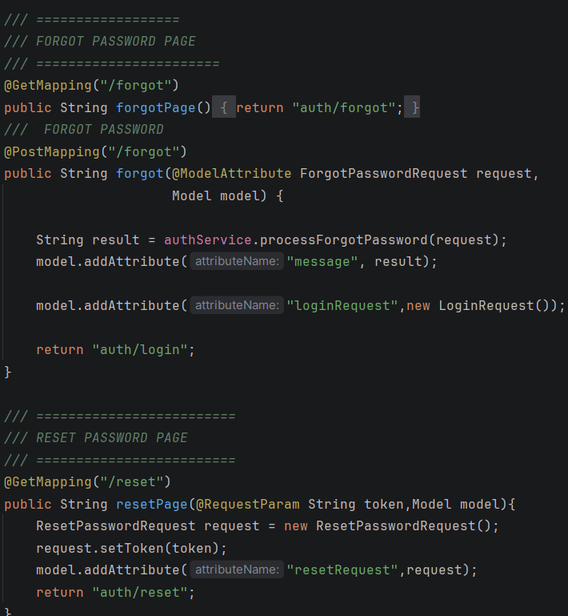 /// ==================
/// FORGOT PASSWORD PAGE
/// =======================
@GetMapping("/forgot")
public String forgotPage() { return "auth/forgot"; }
///  FORGOT PASSWORD
@PostMapping("/forgot")
public String forgot(@ModelAttribute ForgotPasswordRequest request,
                     Model model) {
    String result = authService.processForgotPassword(request);
    model.addAttribute( attributeName: "message", result);
    model.addAttribute( attributeName: "loginRequest",new LoginRequest());
    return "auth/login";
}
/// =========================
/// RESET PASSWORD PAGE
/// =========================
@GetMapping("/reset")
public String resetPage(@RequestParam String token,Model model){
    ResetPasswordRequest request = new ResetPasswordRequest();
    request.setToken(token);
    model.addAttribute( attributeName: "resetRequest",request);
    return "auth/reset";
}